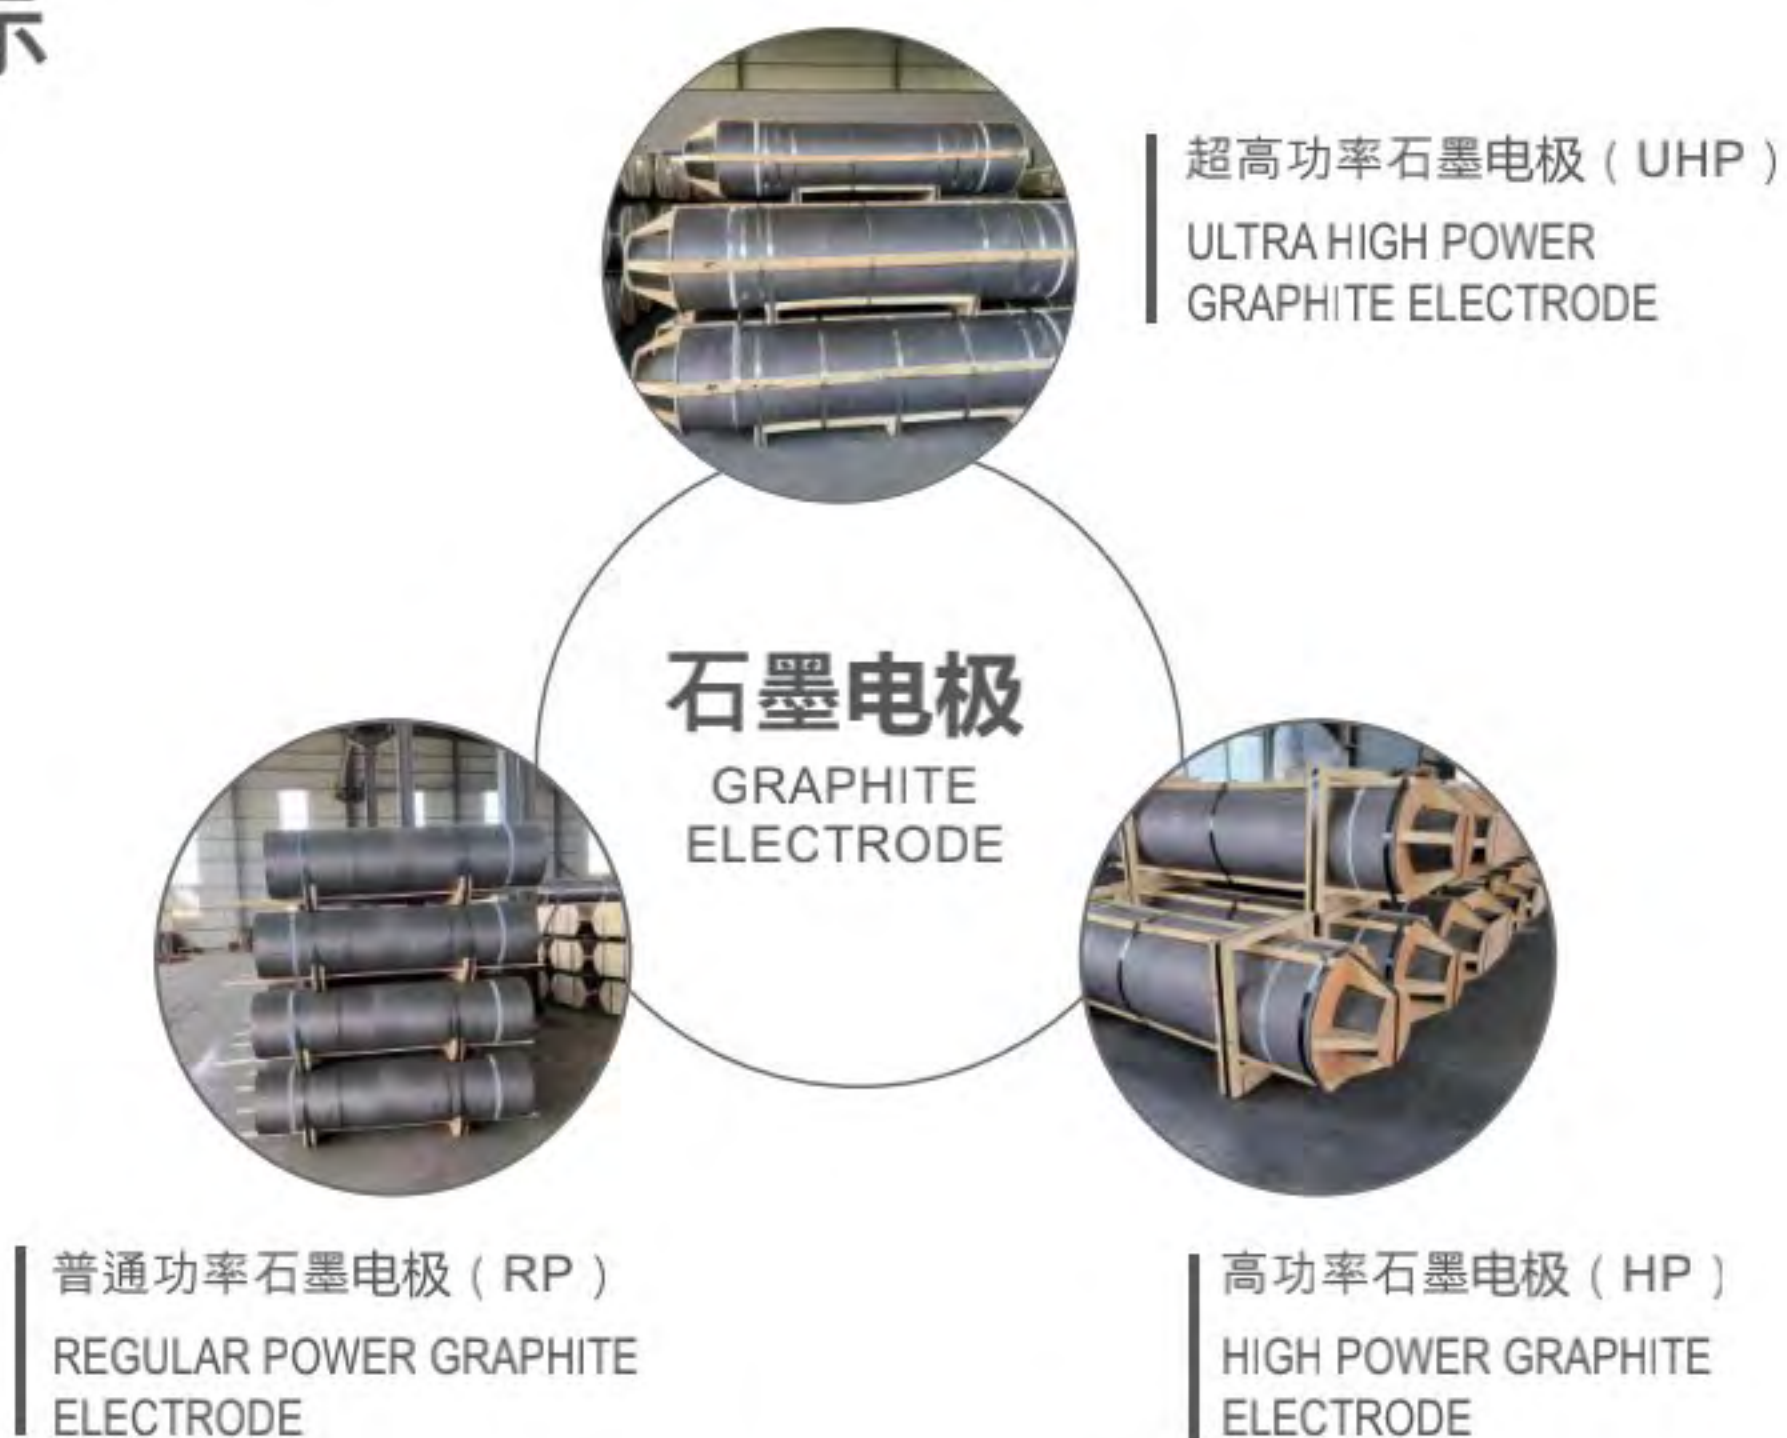 示
超高功率石墨电极（UHP）
ULTRA HIGH POWER
GRAPHITE ELECTRODE
石墨电极
GRAPHITE
ELECTRODE
普通功率石墨电极（RP）
REGULAR POWER GRAPHITE
ELECTRODE
高功率石墨电极（HP）
HIGH POWER GRAPHITE
ELECTRODE